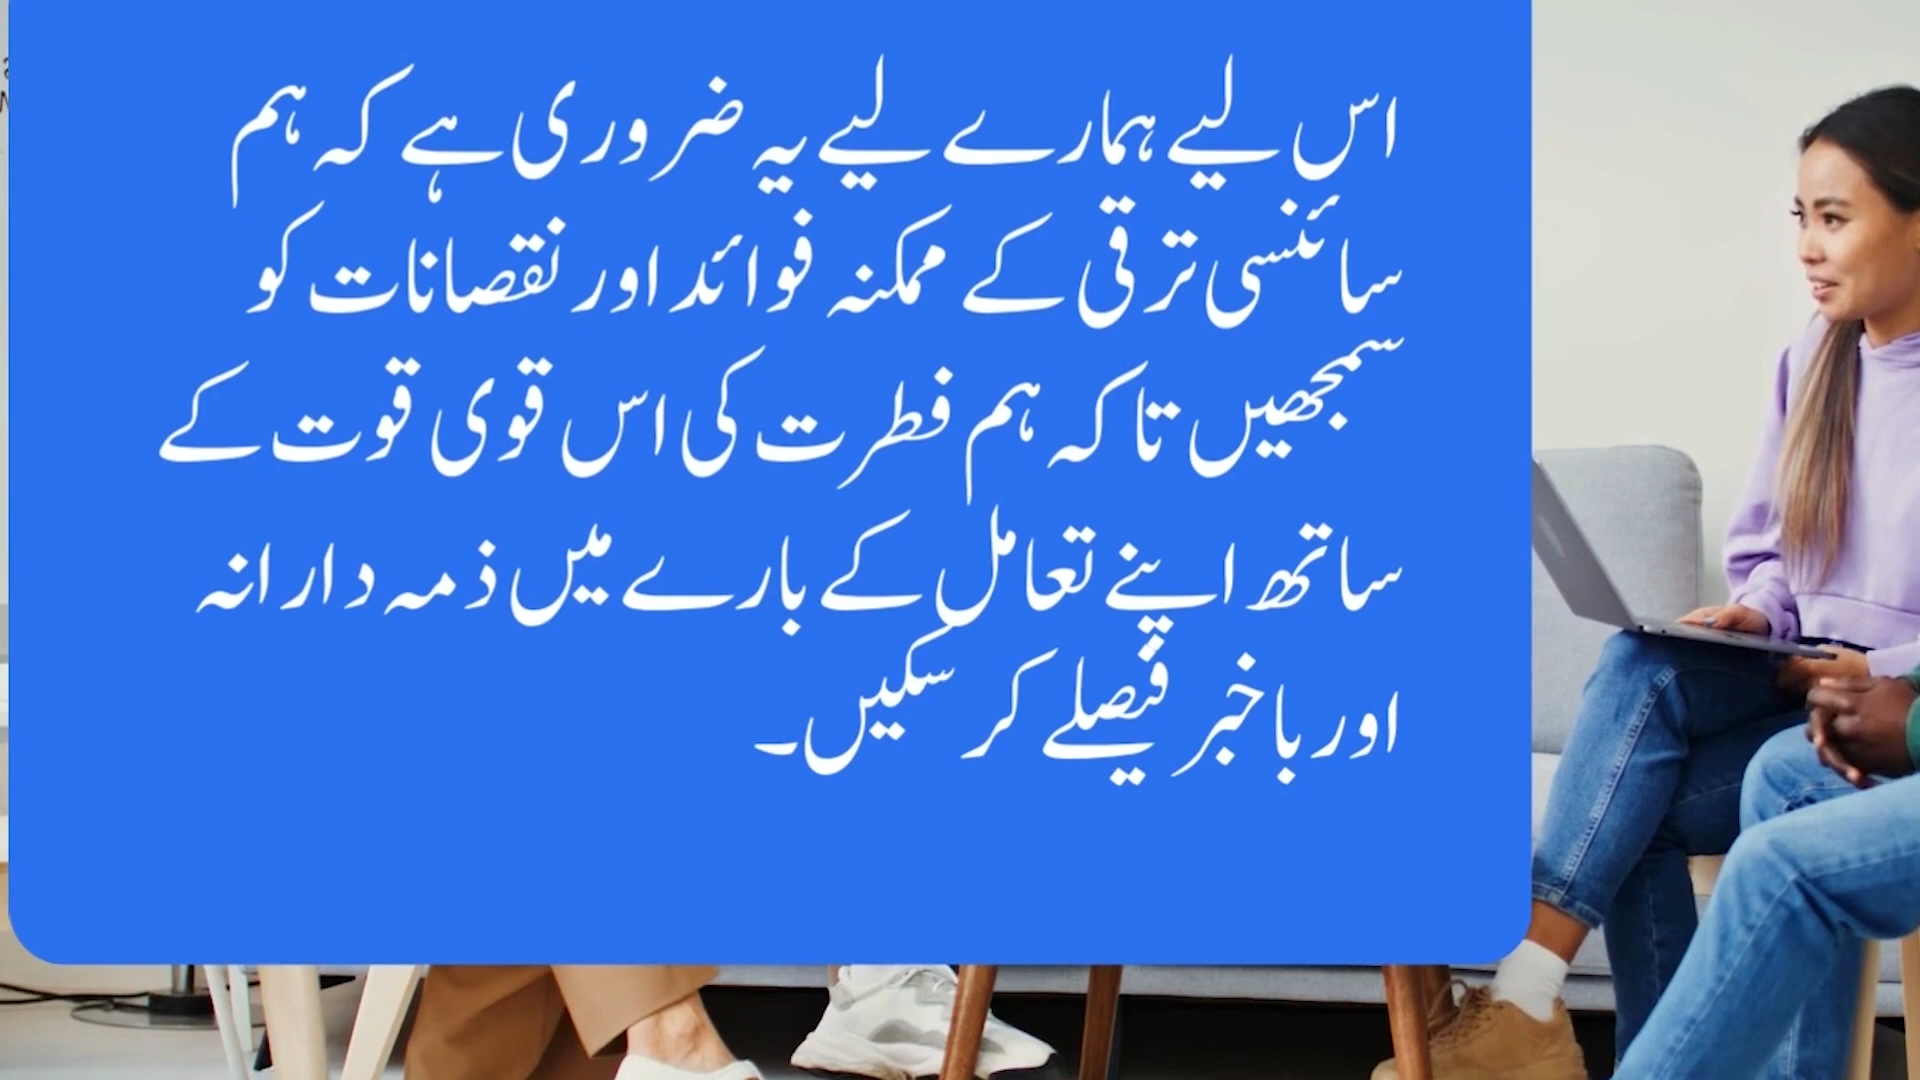 اس لیے ہمارے لیے یہ ضروری ہے کہ ہم
سائنسی ترقی کے ممکنہ فوائد اور نقصانات کو
سمجھیں تاکہ ہم فطرت کی اس قوی قوت کے
ساتھ اپنے تعامل کے بارے میں ذمہ دارانہ
اور باخبر فیصلے کر سکیں۔